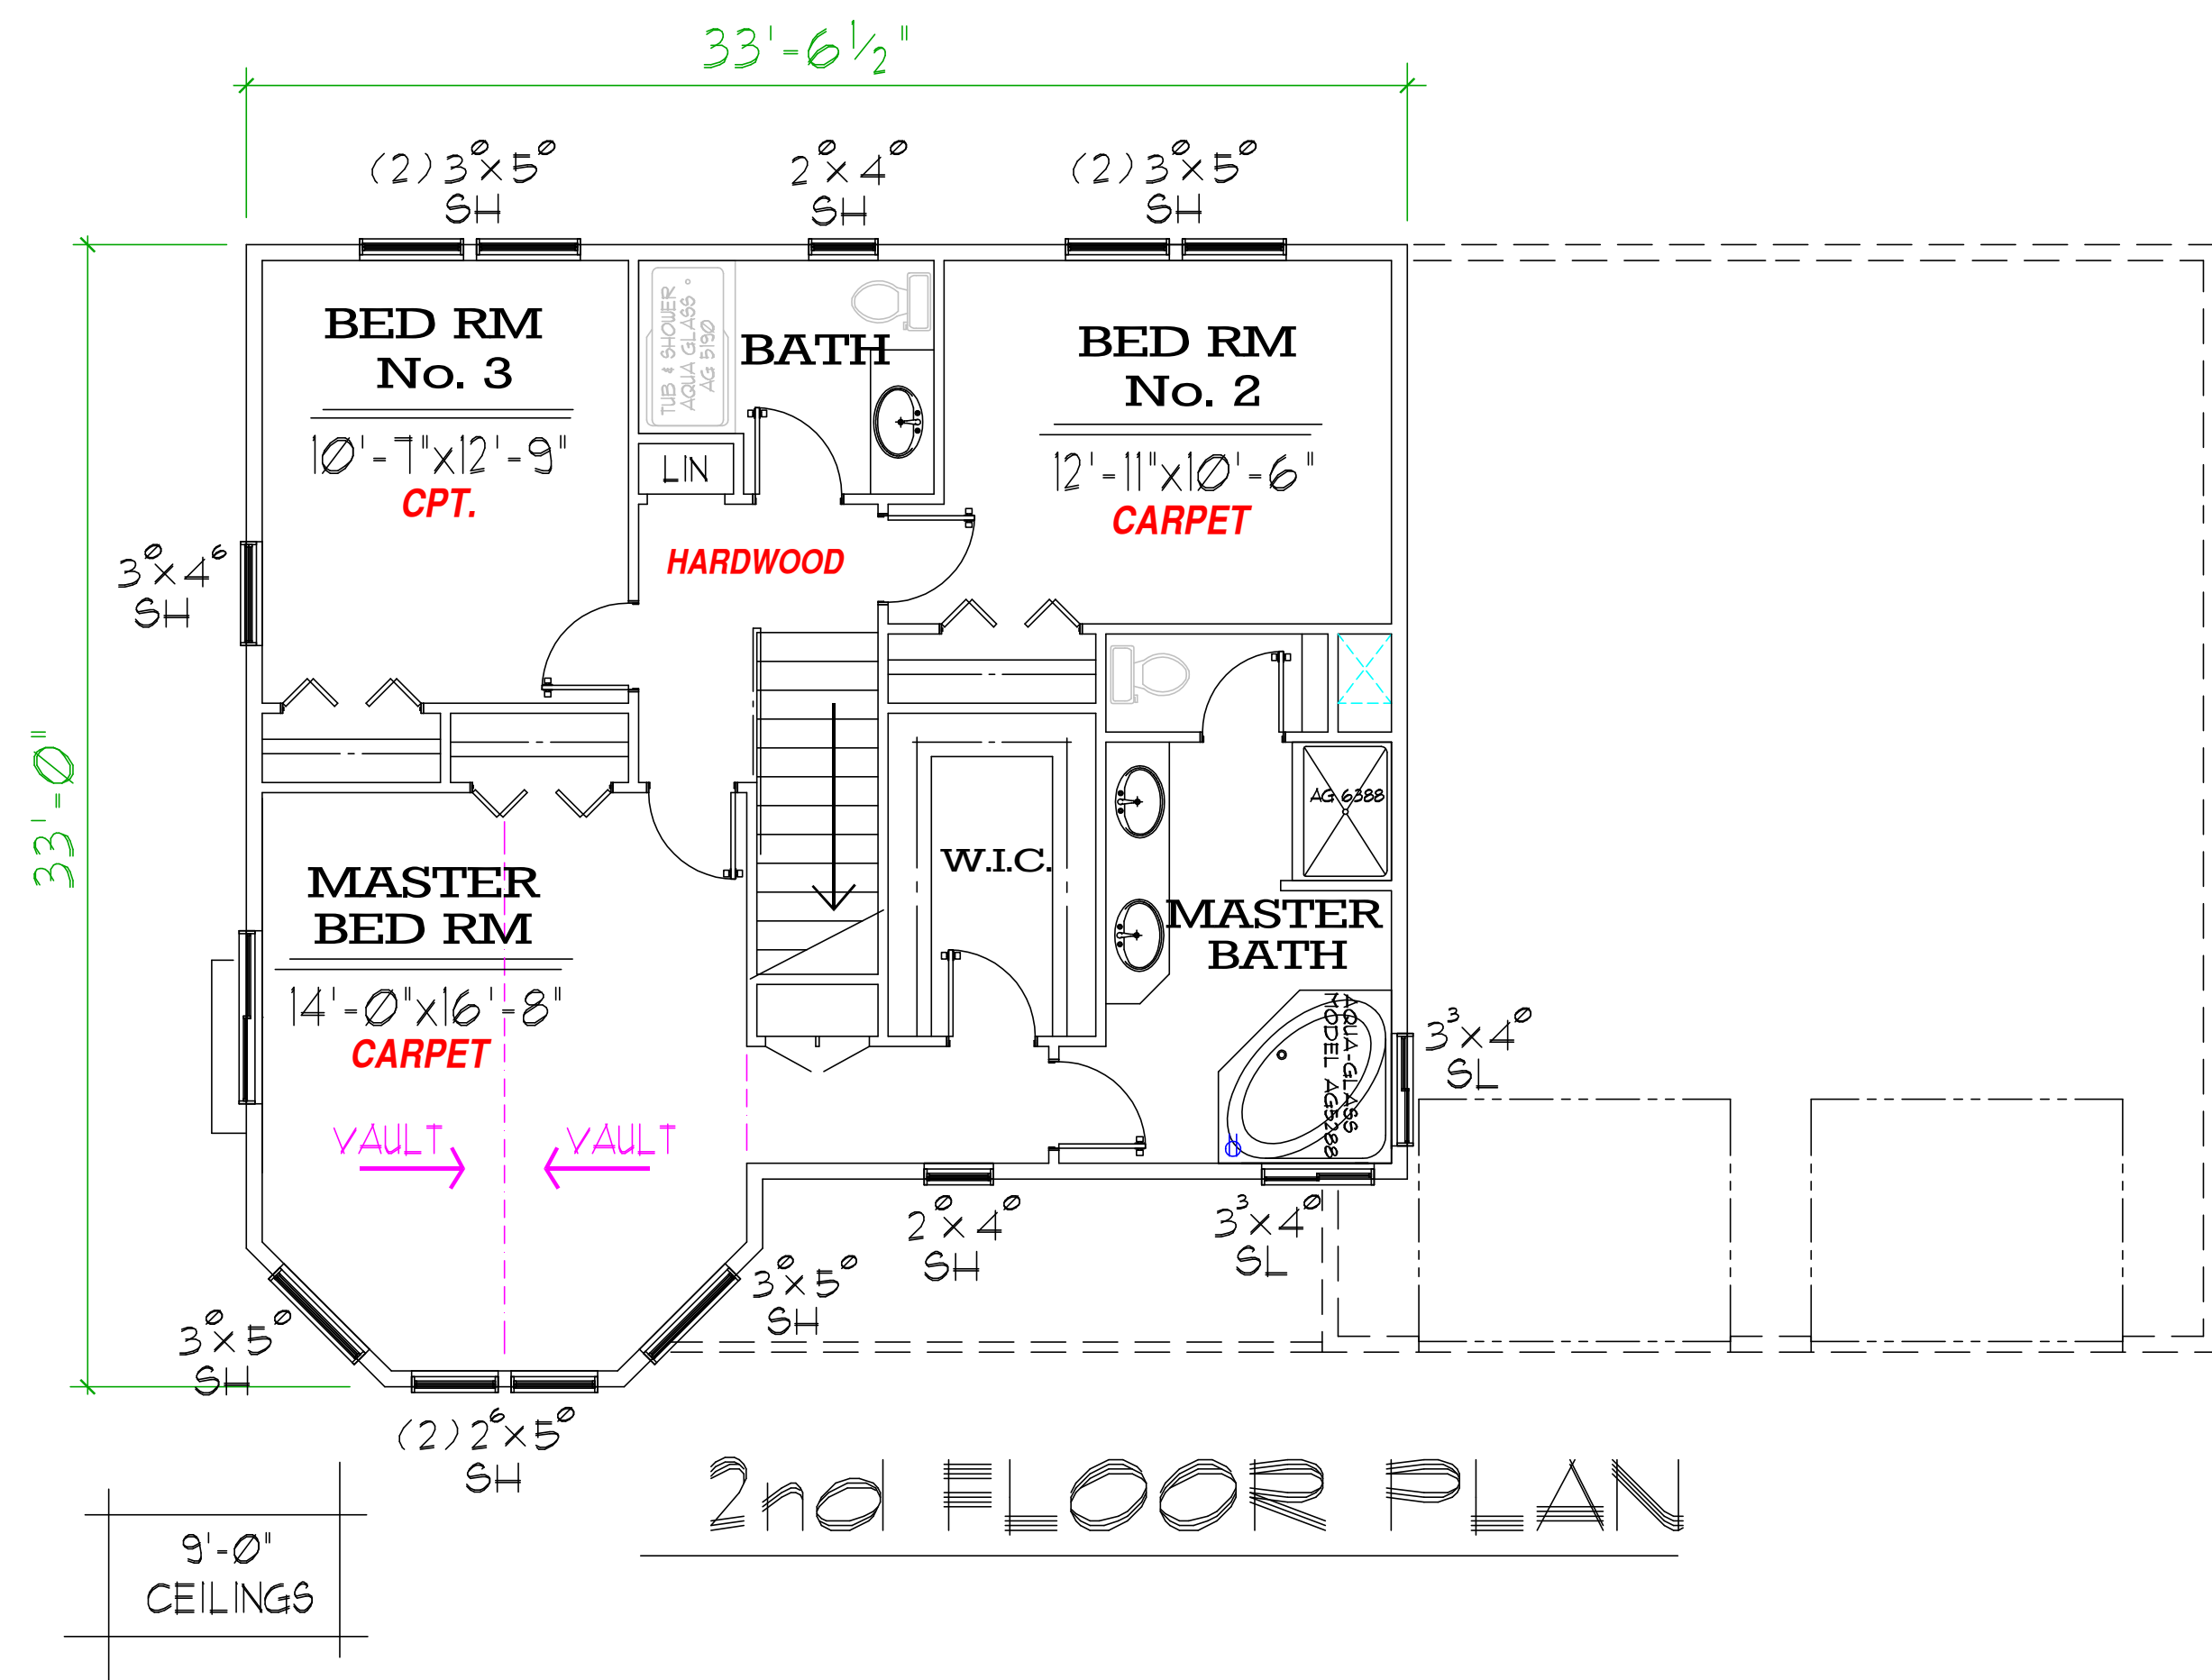 33'-6 1/2"
(2) 3⁰x5⁰
SH
2⁰x4⁰
SH
(2) 3⁰x5⁰
SH
BED RM
No. 3
10'-7"x12'-9"
CPT.
TUB & SHOWER
AQUA GLASS
AG 5190
BATH
LIN
BED RM
No. 2
12'-11"x10'-6"
CARPET
HARDWOOD
3⁰x4⁶
SH
33'-0"
AG 6388
W.I.C.
MASTER
BED RM
14'-0"x16'-8"
CARPET
MASTER
BATH
AQUA-GLASS
MODEL AG5288
3³x4⁰
SL
VAULT
VAULT
2⁰x4⁰
SH
3³x4⁰
SL
3⁰x5⁰
SH
3⁰x5⁰
SH
(2) 2⁶x5⁰
SH
2nd FLOOR PLAN
9'-0"
CEILINGS